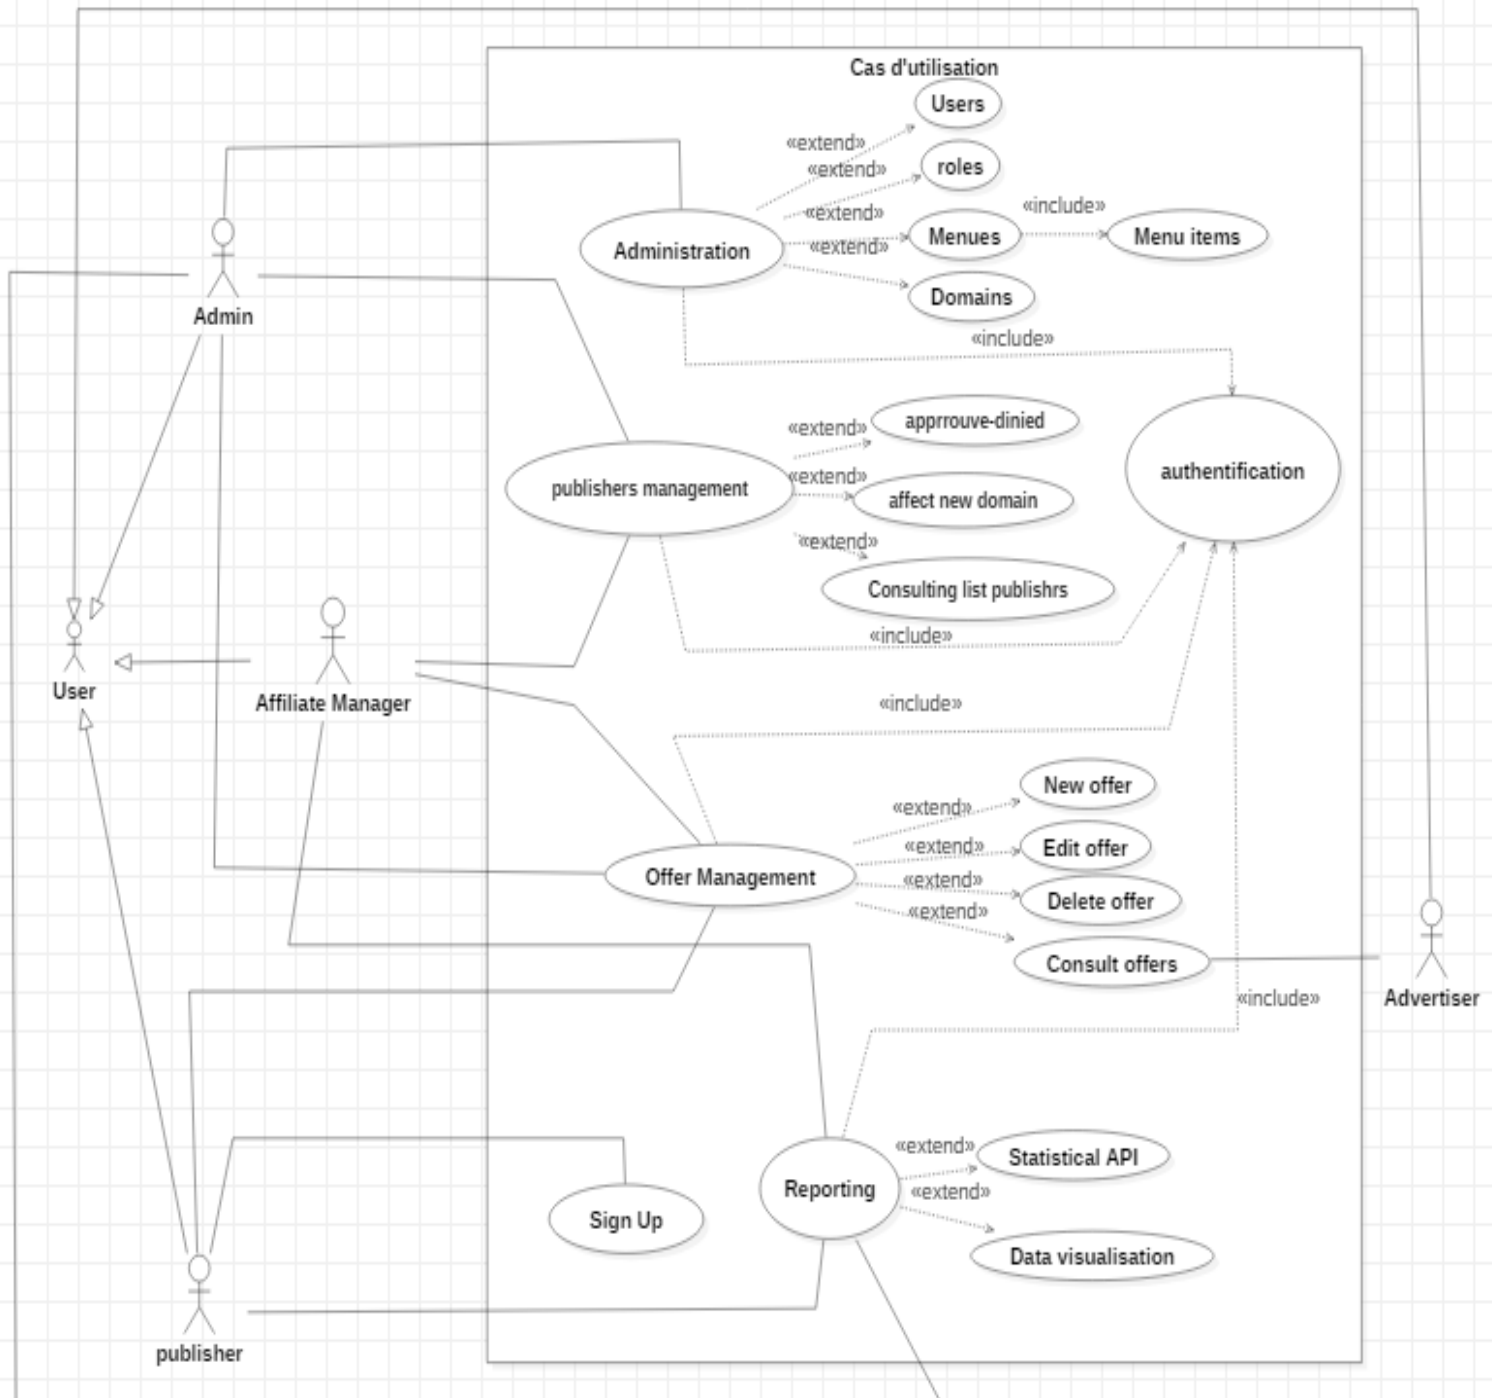 Cas d'utilisation
Users
«extend»
roles
«extend»
«include»
«extend»
Menues
Menu items
«extend»
Administration
Domains
Admin
«include»
apprrouve-dinied
«extend»
authentification
«extend»
publishers management
affect new domain
«extend»
Consulting list publishrs
«include»
User
Affiliate Manager
«include»
New offer
«extend»
«extend»
Edit offer
Offer Management
«extend»
Delete offer
«extend»
Consult offers
Advertiser
«include»
«extend»
Statistical API
Reporting
«extend»
Sign Up
Data visualisation
publisher